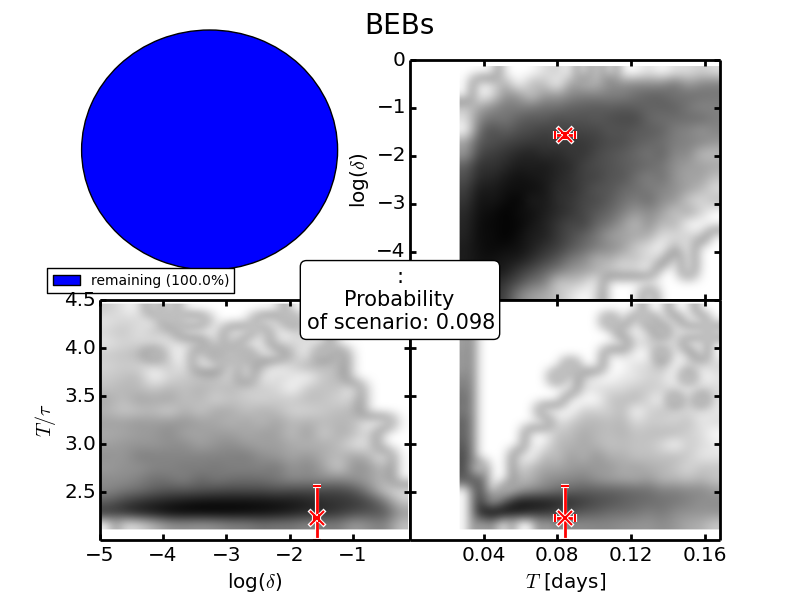 BEBs
0
−1
−2
−3
−4
log(δ)
remaining (100.0%)
:
Probability
of scenario: 0.098
4.5
4.0
3.5
3.0
2.5
T/τ
−5 −4 −3 −2 −1
0.04 0.08 0.12 0.16
log(δ)
T [days]